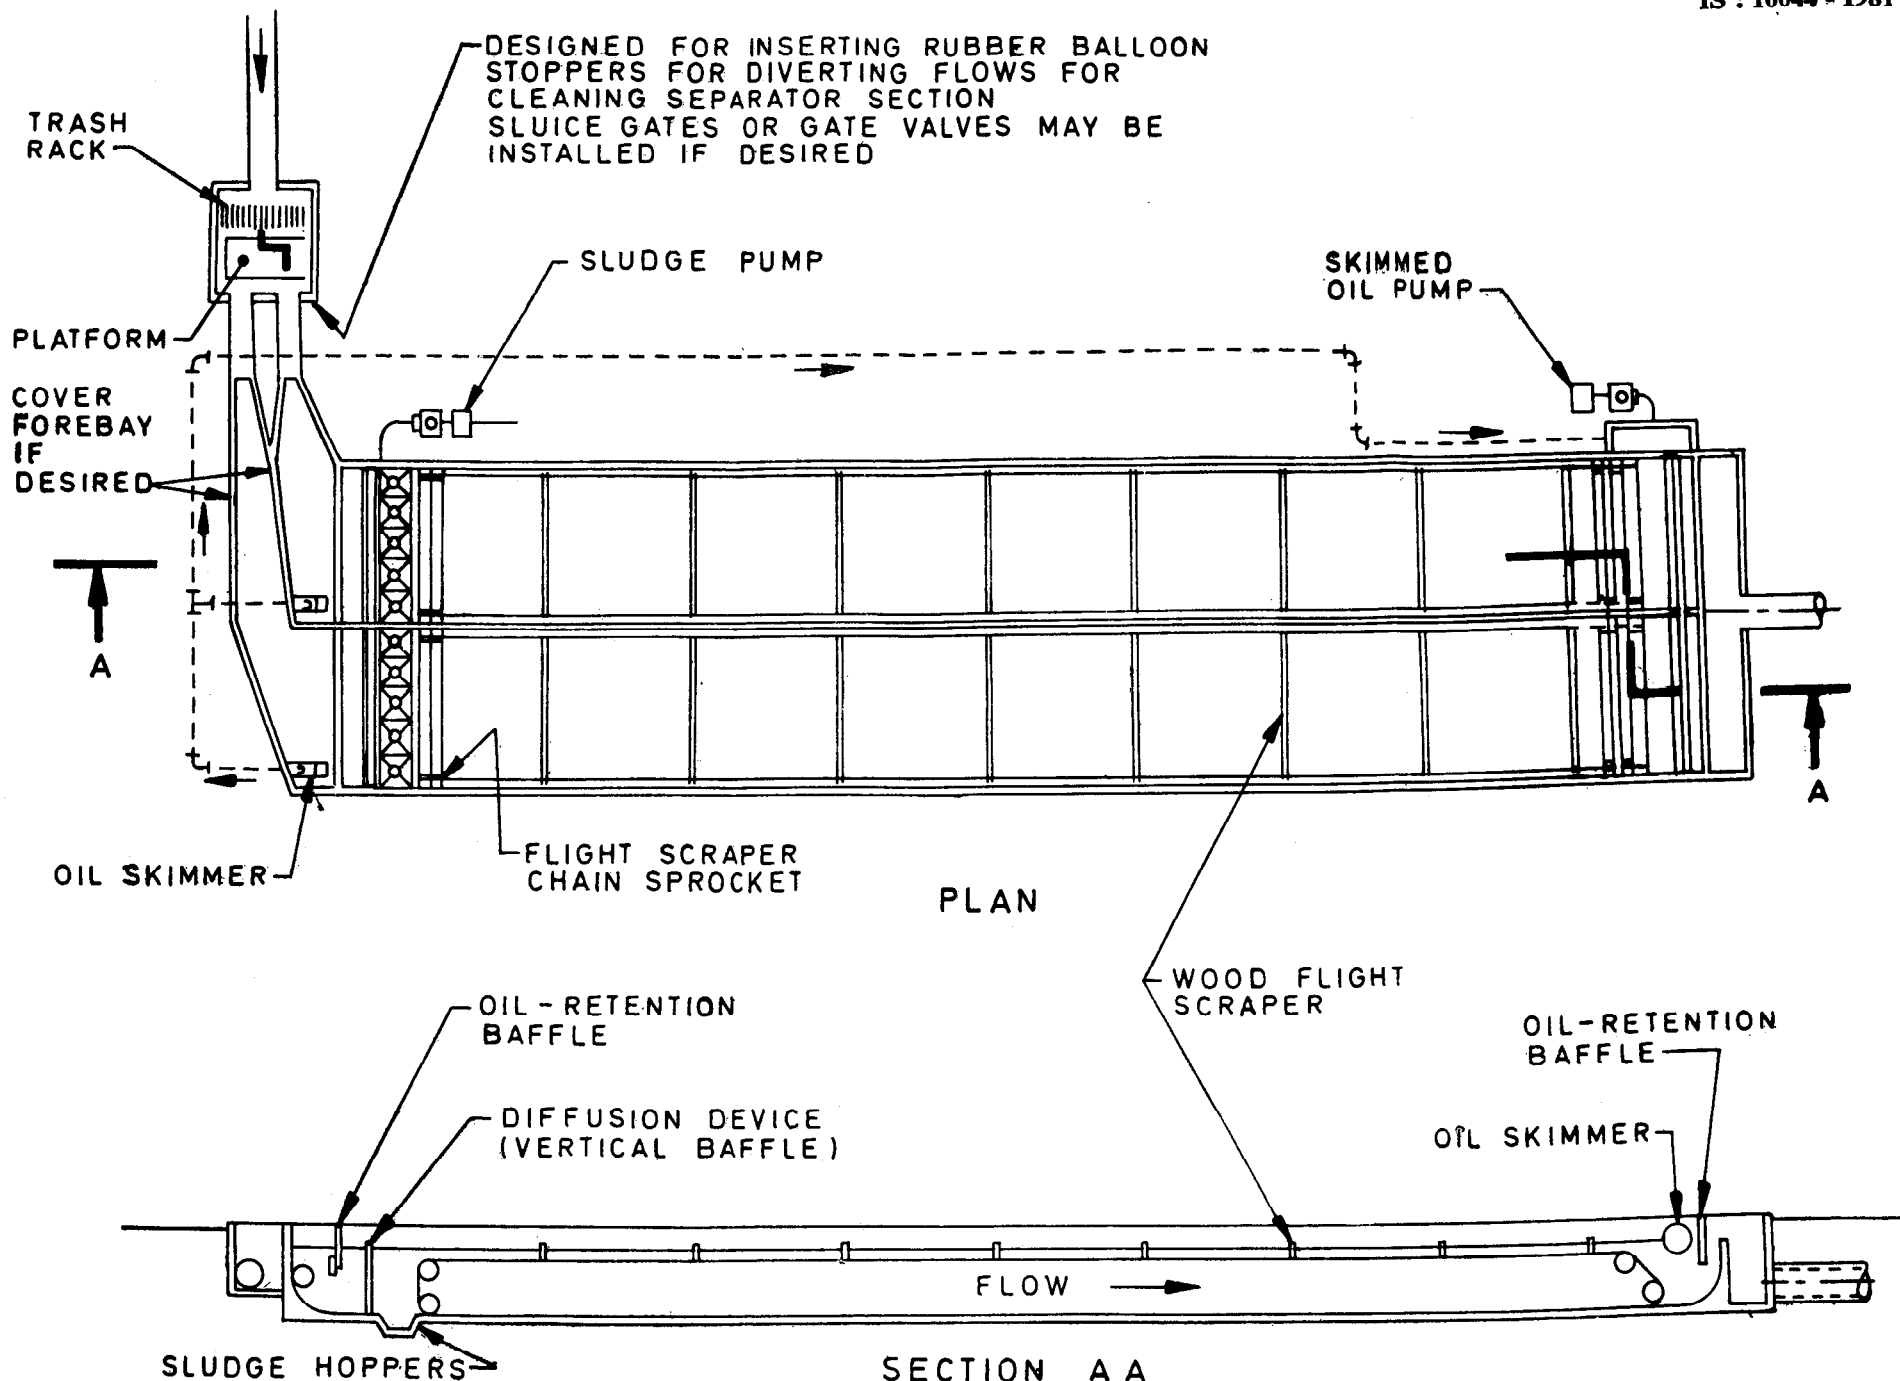 DESIGNED FOR INSERTING RUBBER BALLOON
STOPPERS FOR DIVERTING FLOWS FOR
CLEANING SEPARATOR SECTION
SLUICE GATES OR GATE VALVES MAY BE
INSTALLED IF DESIRED
TRASH
RACK
SLUDGE PUMP
SKIMMED
OIL PUMP
PLATFORM
COVER
FOREBAY
IF
DESIRED
A
A
OIL SKIMMER
FLIGHT SCRAPER
CHAIN SPROCKET
PLAN
WOOD FLIGHT
SCRAPER
OIL-RETENTION
BAFFLE
OIL-RETENTION
BAFFLE
DIFFUSION DEVICE
(VERTICAL BAFFLE)
OIL SKIMMER
FLOW
SLUDGE HOPPERS
SECTION AA